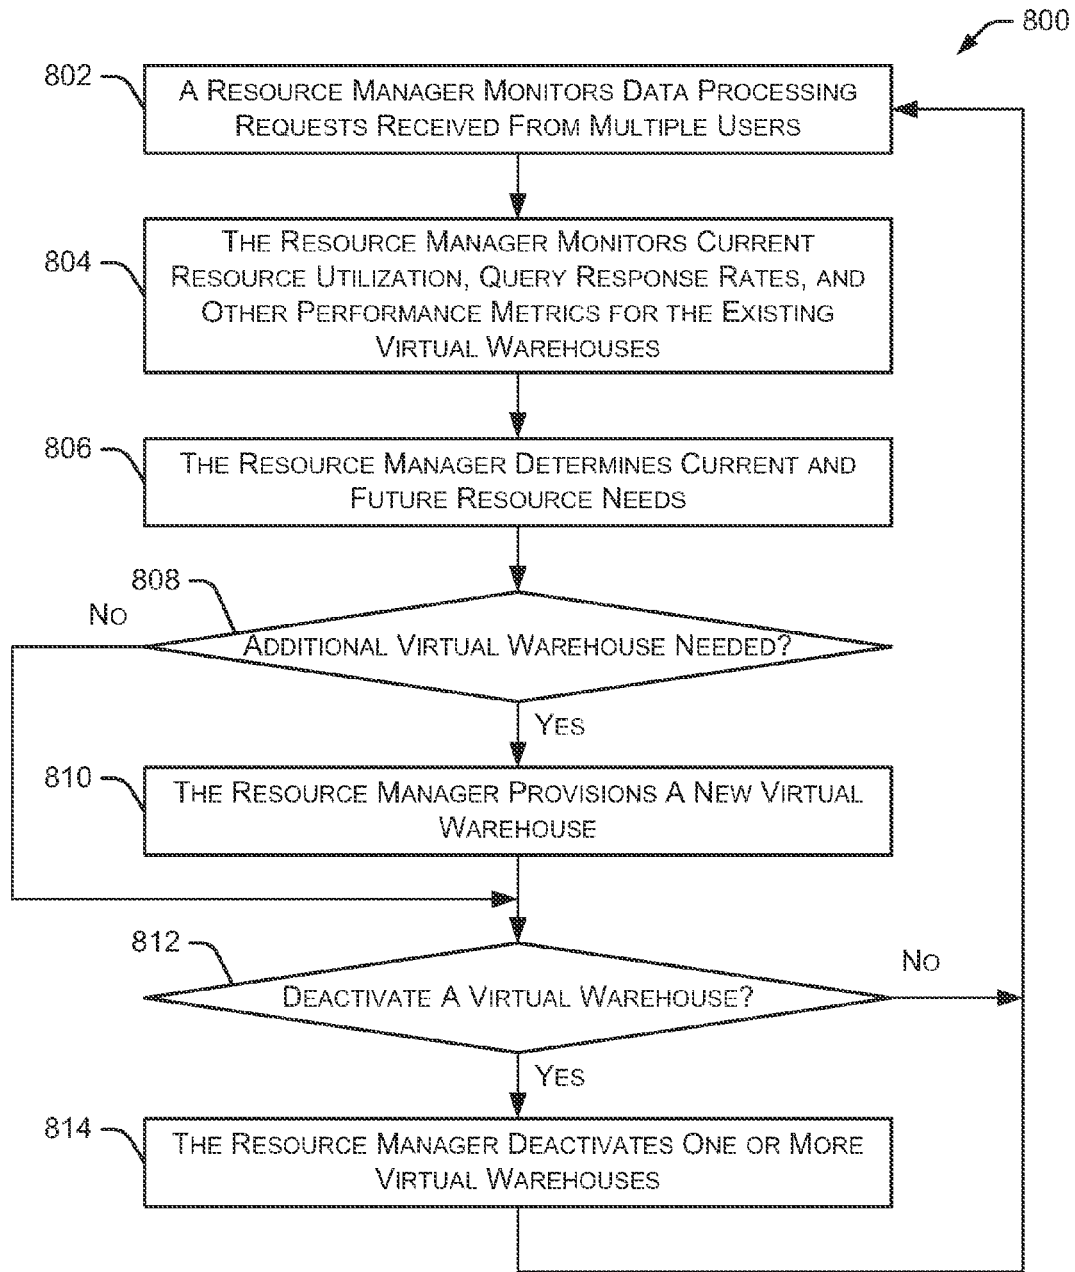 800
802
A RESOURCE MANAGER MONITORS DATA PROCESSING
REQUESTS RECEIVED FROM MULTIPLE USERS
804
THE RESOURCE MANAGER MONITORS CURRENT
RESOURCE UTILIZATION, QUERY RESPONSE RATES, AND
OTHER PERFORMANCE METRICS FOR THE EXISTING
VIRTUAL WAREHOUSES
806
THE RESOURCE MANAGER DETERMINES CURRENT AND
FUTURE RESOURCE NEEDS
808
NO
ADDITIONAL VIRTUAL WAREHOUSE NEEDED?
YES
810
THE RESOURCE MANAGER PROVISIONS A NEW VIRTUAL
WAREHOUSE
812
NO
DEACTIVATE A VIRTUAL WAREHOUSE?
YES
814
THE RESOURCE MANAGER DEACTIVATES ONE OR MORE
VIRTUAL WAREHOUSES